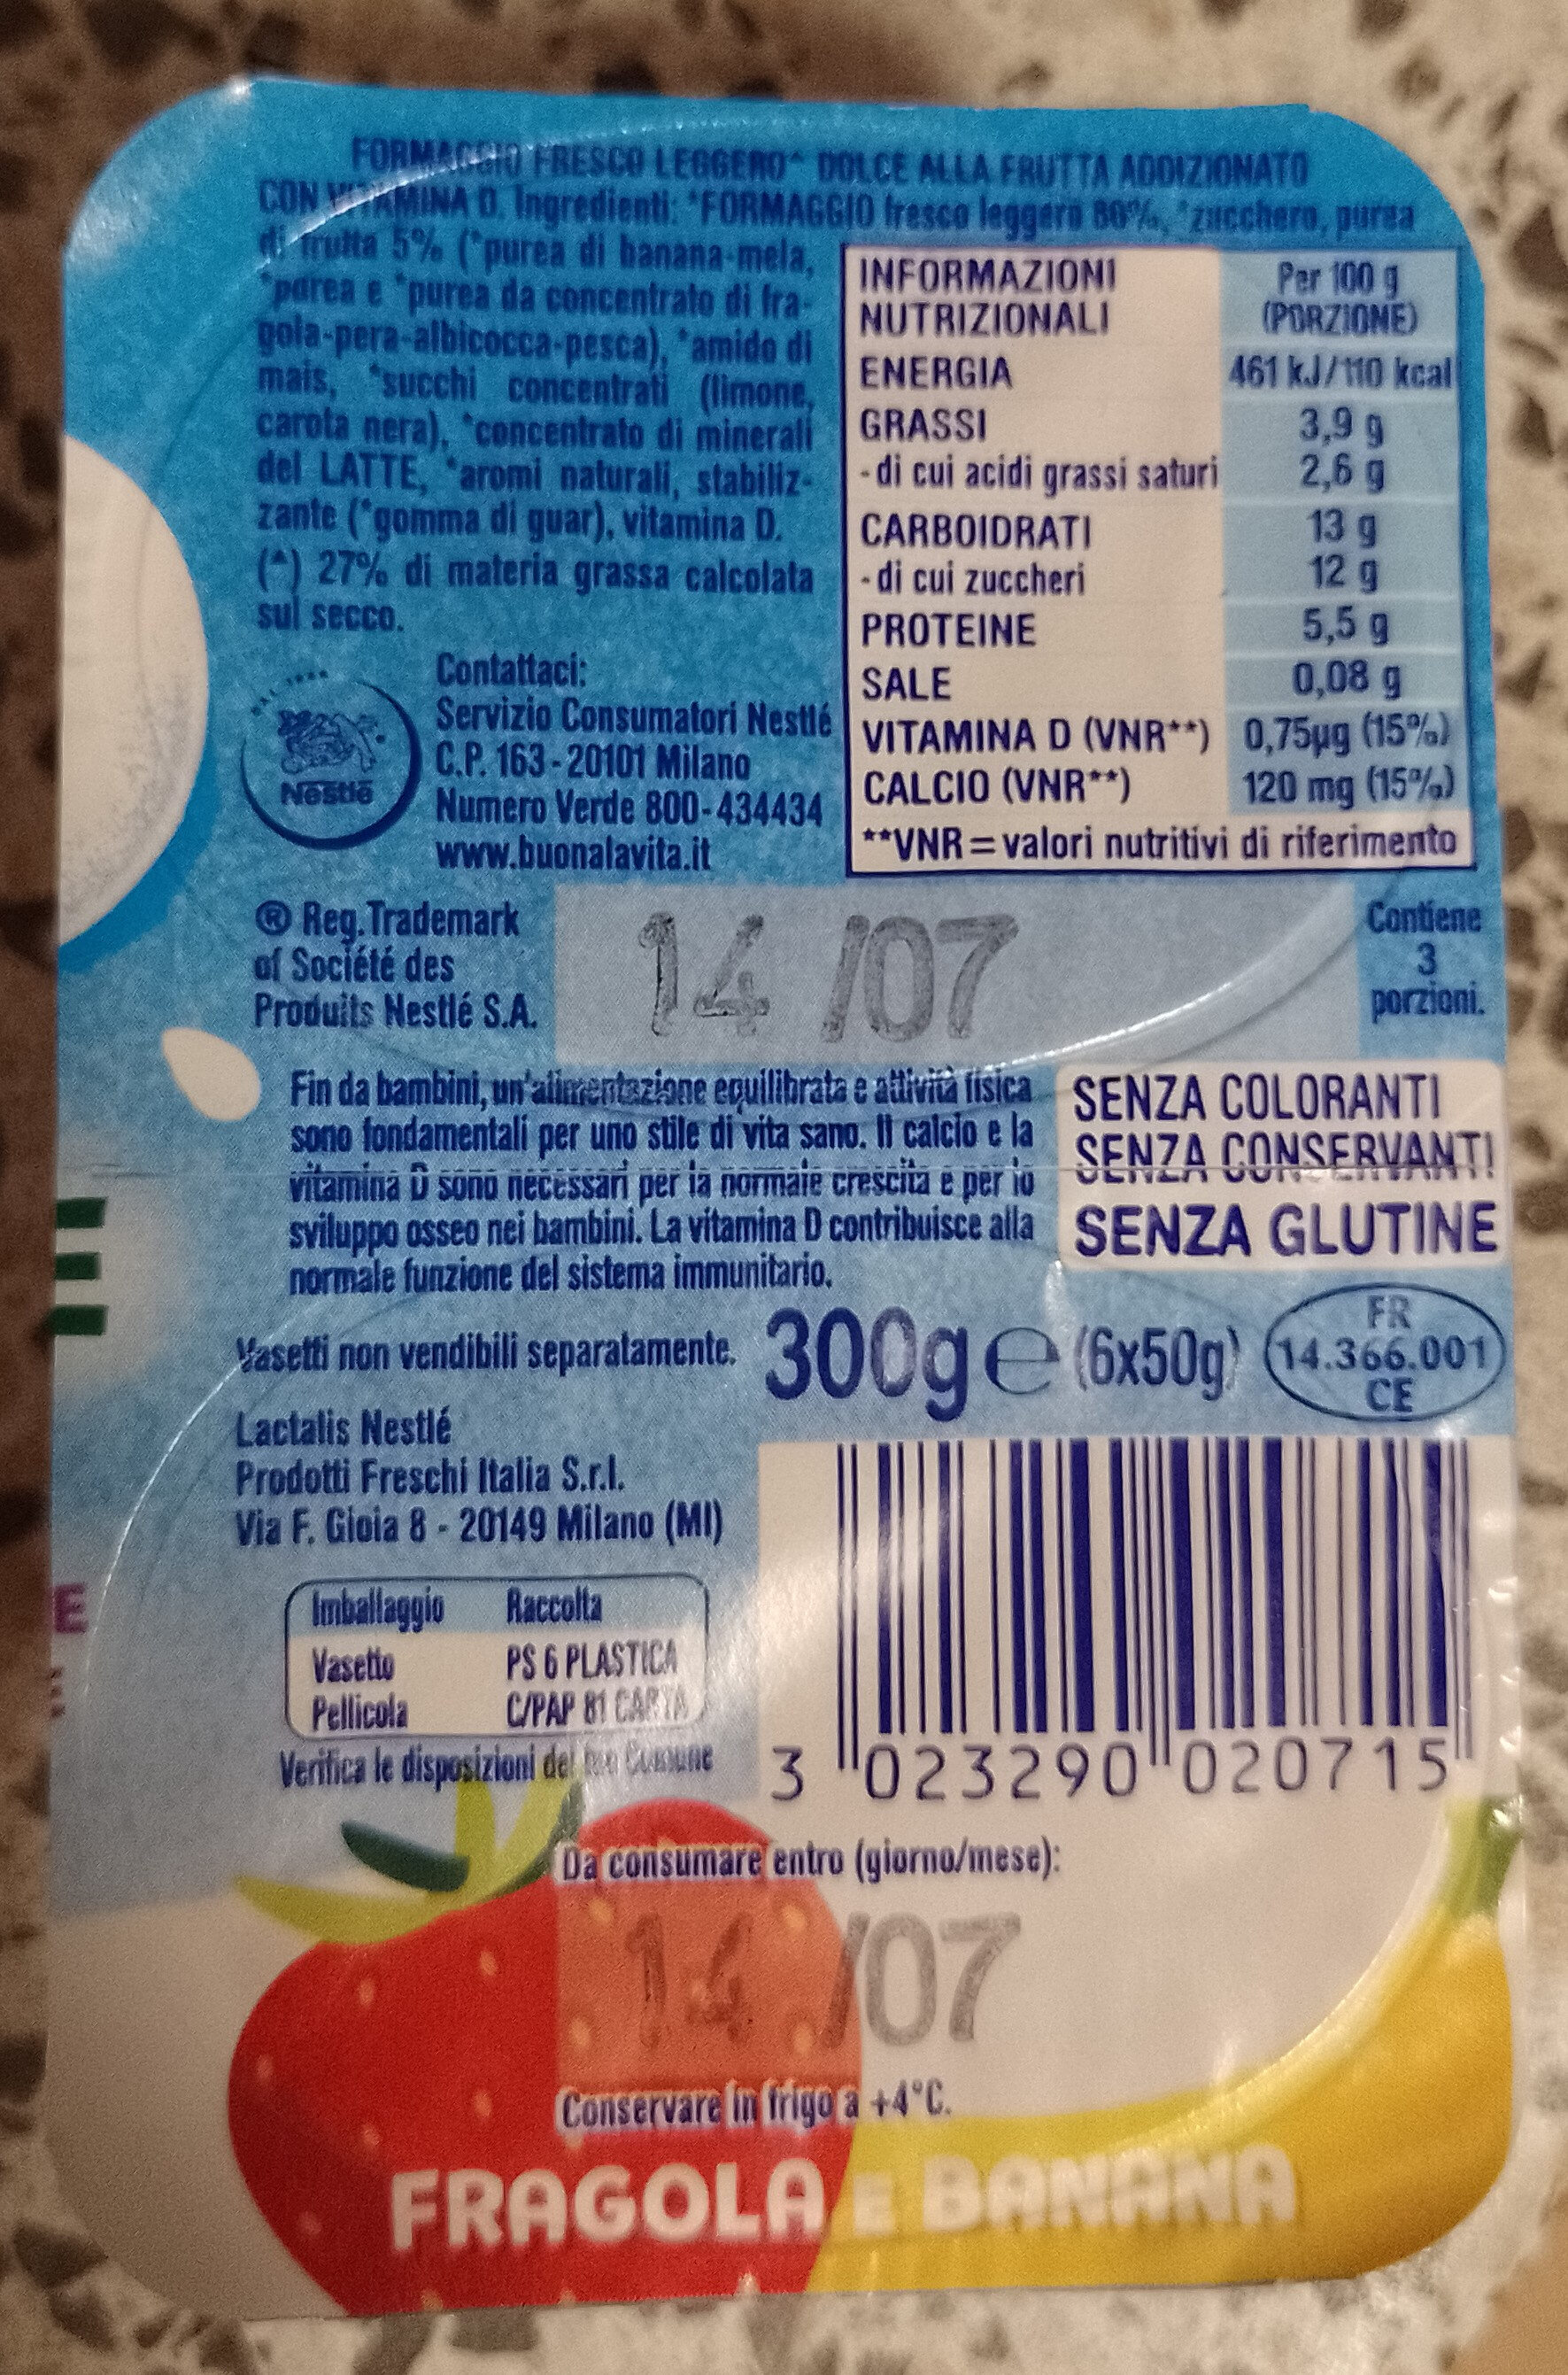 FORMAGGIO FRESCO LEGGERO^ DOLCE ALLA FRUTTA ADDIZIONATO
CON VITAMINA D. Ingredienti: *FORMAGGIO fresco leggero 80%, *zucchero, purea
di frutta 5% (*purea di banana-mela,
*purea e *purea da concentrato di fra-
gola-pera-albicocca-pesca), *amido di
mais, *succhi concentrati (limone,
carota nera), *concentrato di minerali
del LATTE, *aromi naturali, stabiliz-
zante (*gomma di guar), vitamina D.
(^) 27% di materia grassa calcolata
sul secco.
INFORMAZIONI NUTRIZIONALI Per 100 g (PORZIONE)
ENERGIA 461 kJ/110 kcal
GRASSI 3,9 g
- di cui acidi grassi saturi 2,6 g
CARBOIDRATI 13 g
- di cui zuccheri 12 g
PROTEINE 5,5 g
SALE 0,08 g
VITAMINA D (VNR**) 0,75µg (15%)
CALCIO (VNR**) 120 mg (15%)
**VNR=valori nutritivi di riferimento
Nestlé
Contattaci:
Servizio Consumatori Nestlé
C.P. 163-20101 Milano
Numero Verde 800-434434
www.buonalavita.it
® Reg.Trademark
of Société des
Produits Nestlé S.A.
14 /07
Contiene
3
porzioni.
Fin da bambini, un'alimentazione equilibrata e attività fisica
sono fondamentali per uno stile di vita sano. Il calcio e la
vitamina D sono necessari per la normale crescita e per lo
sviluppo osseo nei bambini. La vitamina D contribuisce alla
normale funzione del sistema immunitario.
SENZA COLORANTI
SENZA CONSERVANTI
SENZA GLUTINE
Vasetti non vendibili separatamente.
300g e (6x50g)
FR
14.366.001
CE
Lactalis Nestlé
Prodotti Freschi Italia S.r.l.
Via F. Gioia 8 - 20149 Milano (MI)
Imballaggio Raccolta
Vasetto PS 6 PLASTICA
Pellicola C/PAP 81 CARTA
Verifica le disposizioni del tuo Comune
3 023290 020715
Da consumare entro (giorno/mese):
14 /07
Conservare in frigo a +4°C.
FRAGOLA E BANANA